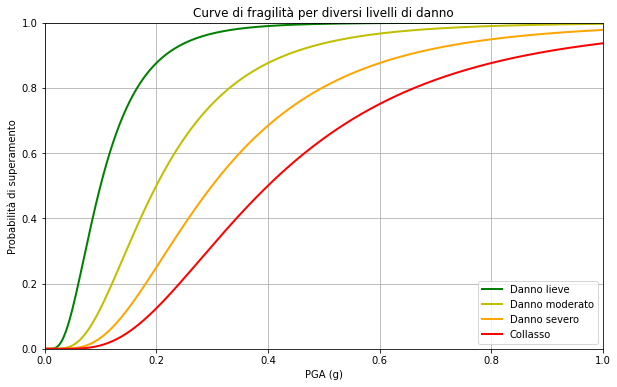 Curve di fragilità per diversi livelli di danno
Probabilità di superamento
1.0
0.8
0.6
0.4
0.2
0.0
0.0 0.2 0.4 0.6 0.8 1.0
PGA (g)
Danno lieve
Danno moderato
Danno severo
Collasso